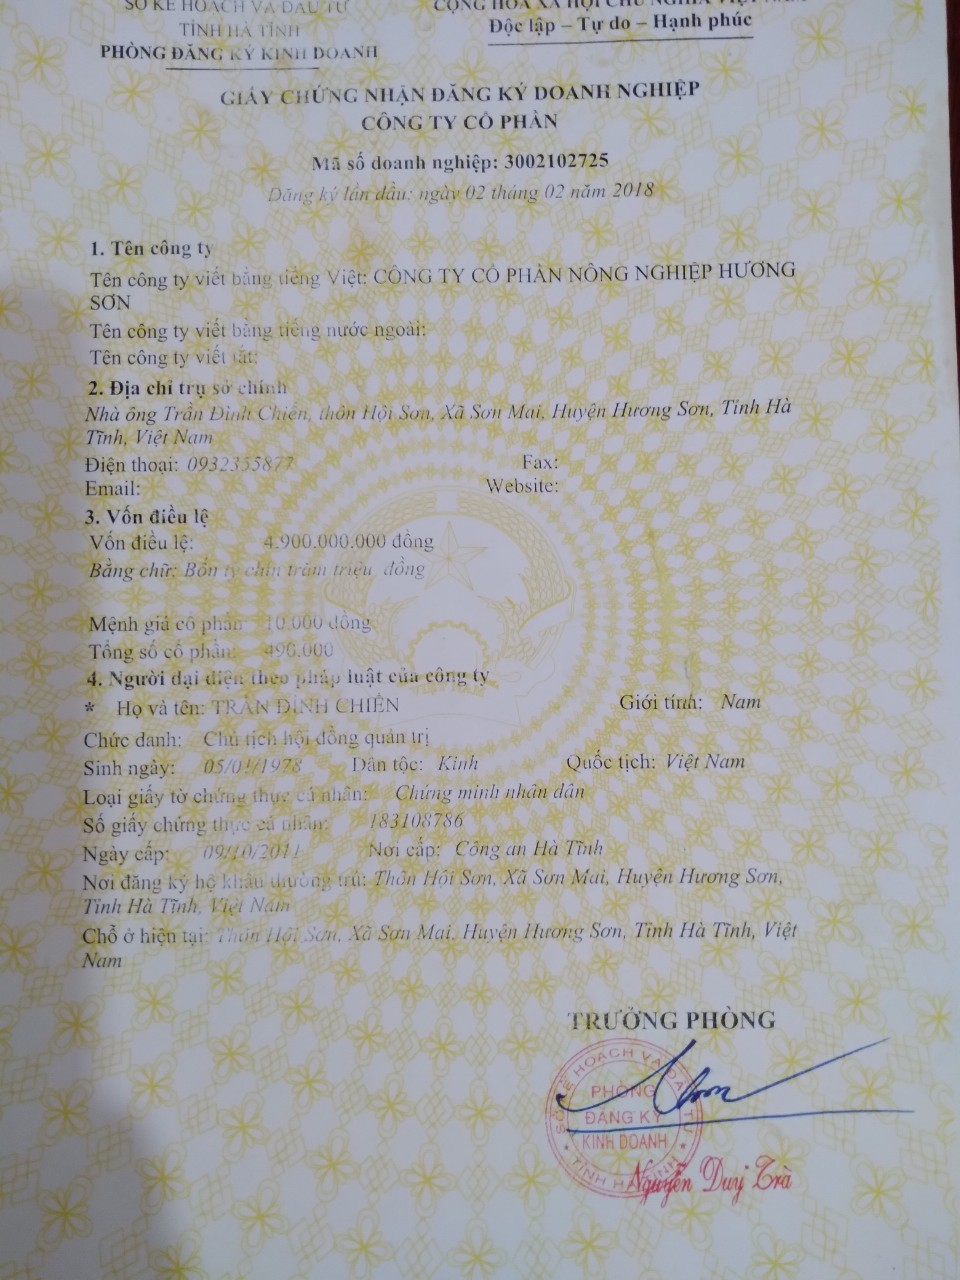 SỞ KẾ HOẠCH VÀ ĐẦU TƯ
TỈNH HÀ TĨNH
PHÒNG ĐĂNG KÝ KINH DOANH
CỘNG HÒA XÃ HỘI CHỦ NGHĨA VIỆT NAM
Độc lập – Tự do – Hạnh phúc
GIẤY CHỨNG NHẬN ĐĂNG KÝ DOANH NGHIỆP
CÔNG TY CỔ PHẦN
Mã số doanh nghiệp: 3002102725
Đăng ký lần đầu: ngày 02 tháng 02 năm 2018
1. Tên công ty
Tên công ty viết bằng tiếng Việt: CÔNG TY CỔ PHẦN NÔNG NGHIỆP HƯƠNG
SƠN
Tên công ty viết bằng tiếng nước ngoài:
Tên công ty viết tắt:
2. Địa chỉ trụ sở chính
Nhà ông Trần Đình Chiến, thôn Hội Sơn, Xã Sơn Mai, Huyện Hương Sơn, Tỉnh Hà
Tĩnh, Việt Nam
Điện thoại: 0932355877 Fax:
Email: Website:
3. Vốn điều lệ
Vốn điều lệ: 4.900.000.000 đồng
Bằng chữ: Bốn tỷ chín trăm triệu đồng
Mệnh giá cổ phần 10.000 đồng
Tổng số cổ phần: 490.000
4. Người đại diện theo pháp luật của công ty
* Họ và tên: TRẦN ĐÌNH CHIẾN Giới tính: Nam
Chức danh: Chủ tịch hội đồng quản trị
Sinh ngày: Dân tộc: Kinh Quốc tịch: Việt Nam
Loại giấy tờ chứng thực cá nhân: Chứng minh nhân dân
Số giấy chứng thực cá nhân: 183108786
Ngày cấp: 09/10/2011 Nơi cấp: Công an Hà Tĩnh
Nơi đăng ký hộ khẩu thường trú: Thôn Hội Sơn, Xã Sơn Mai, Huyện Hương Sơn,
Tỉnh Hà Tĩnh, Việt Nam
Chỗ ở hiện tại: Thôn Hội Sơn, Xã Sơn Mai, Huyện Hương Sơn, Tỉnh Hà Tĩnh, Việt
Nam
TRƯỞNG PHÒNG
SỞ KẾ HOẠCH VÀ ĐẦU TƯ
PHÒNG
ĐĂNG KÝ
KINH DOANH
TỈNH HÀ TĨNH
Nguyễn Duy Trà